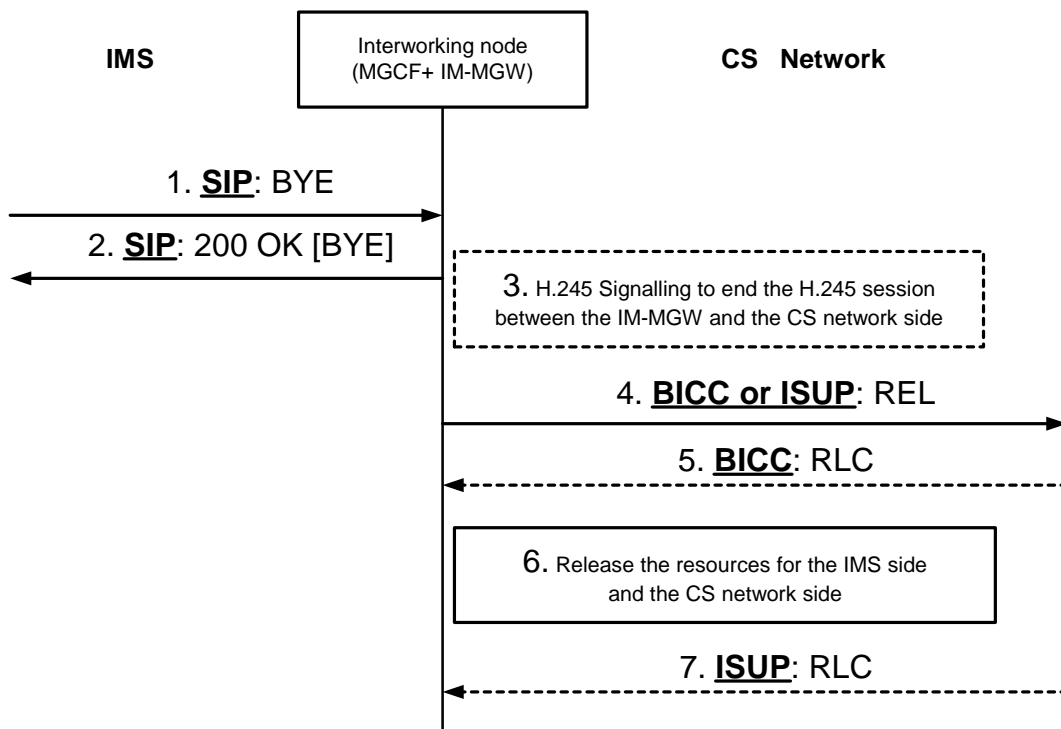 IMS
Interworking node
(MGCF+ IM-MGW)
CS Network
1. SIP: BYE
2. SIP: 200 OK [BYE]
3. H.245 Signalling to end the H.245 session
between the IM-MGW and the CS network side
4. BICC or ISUP: REL
5. BICC: RLC
6. Release the resources for the IMS side
and the CS network side
7. ISUP: RLC